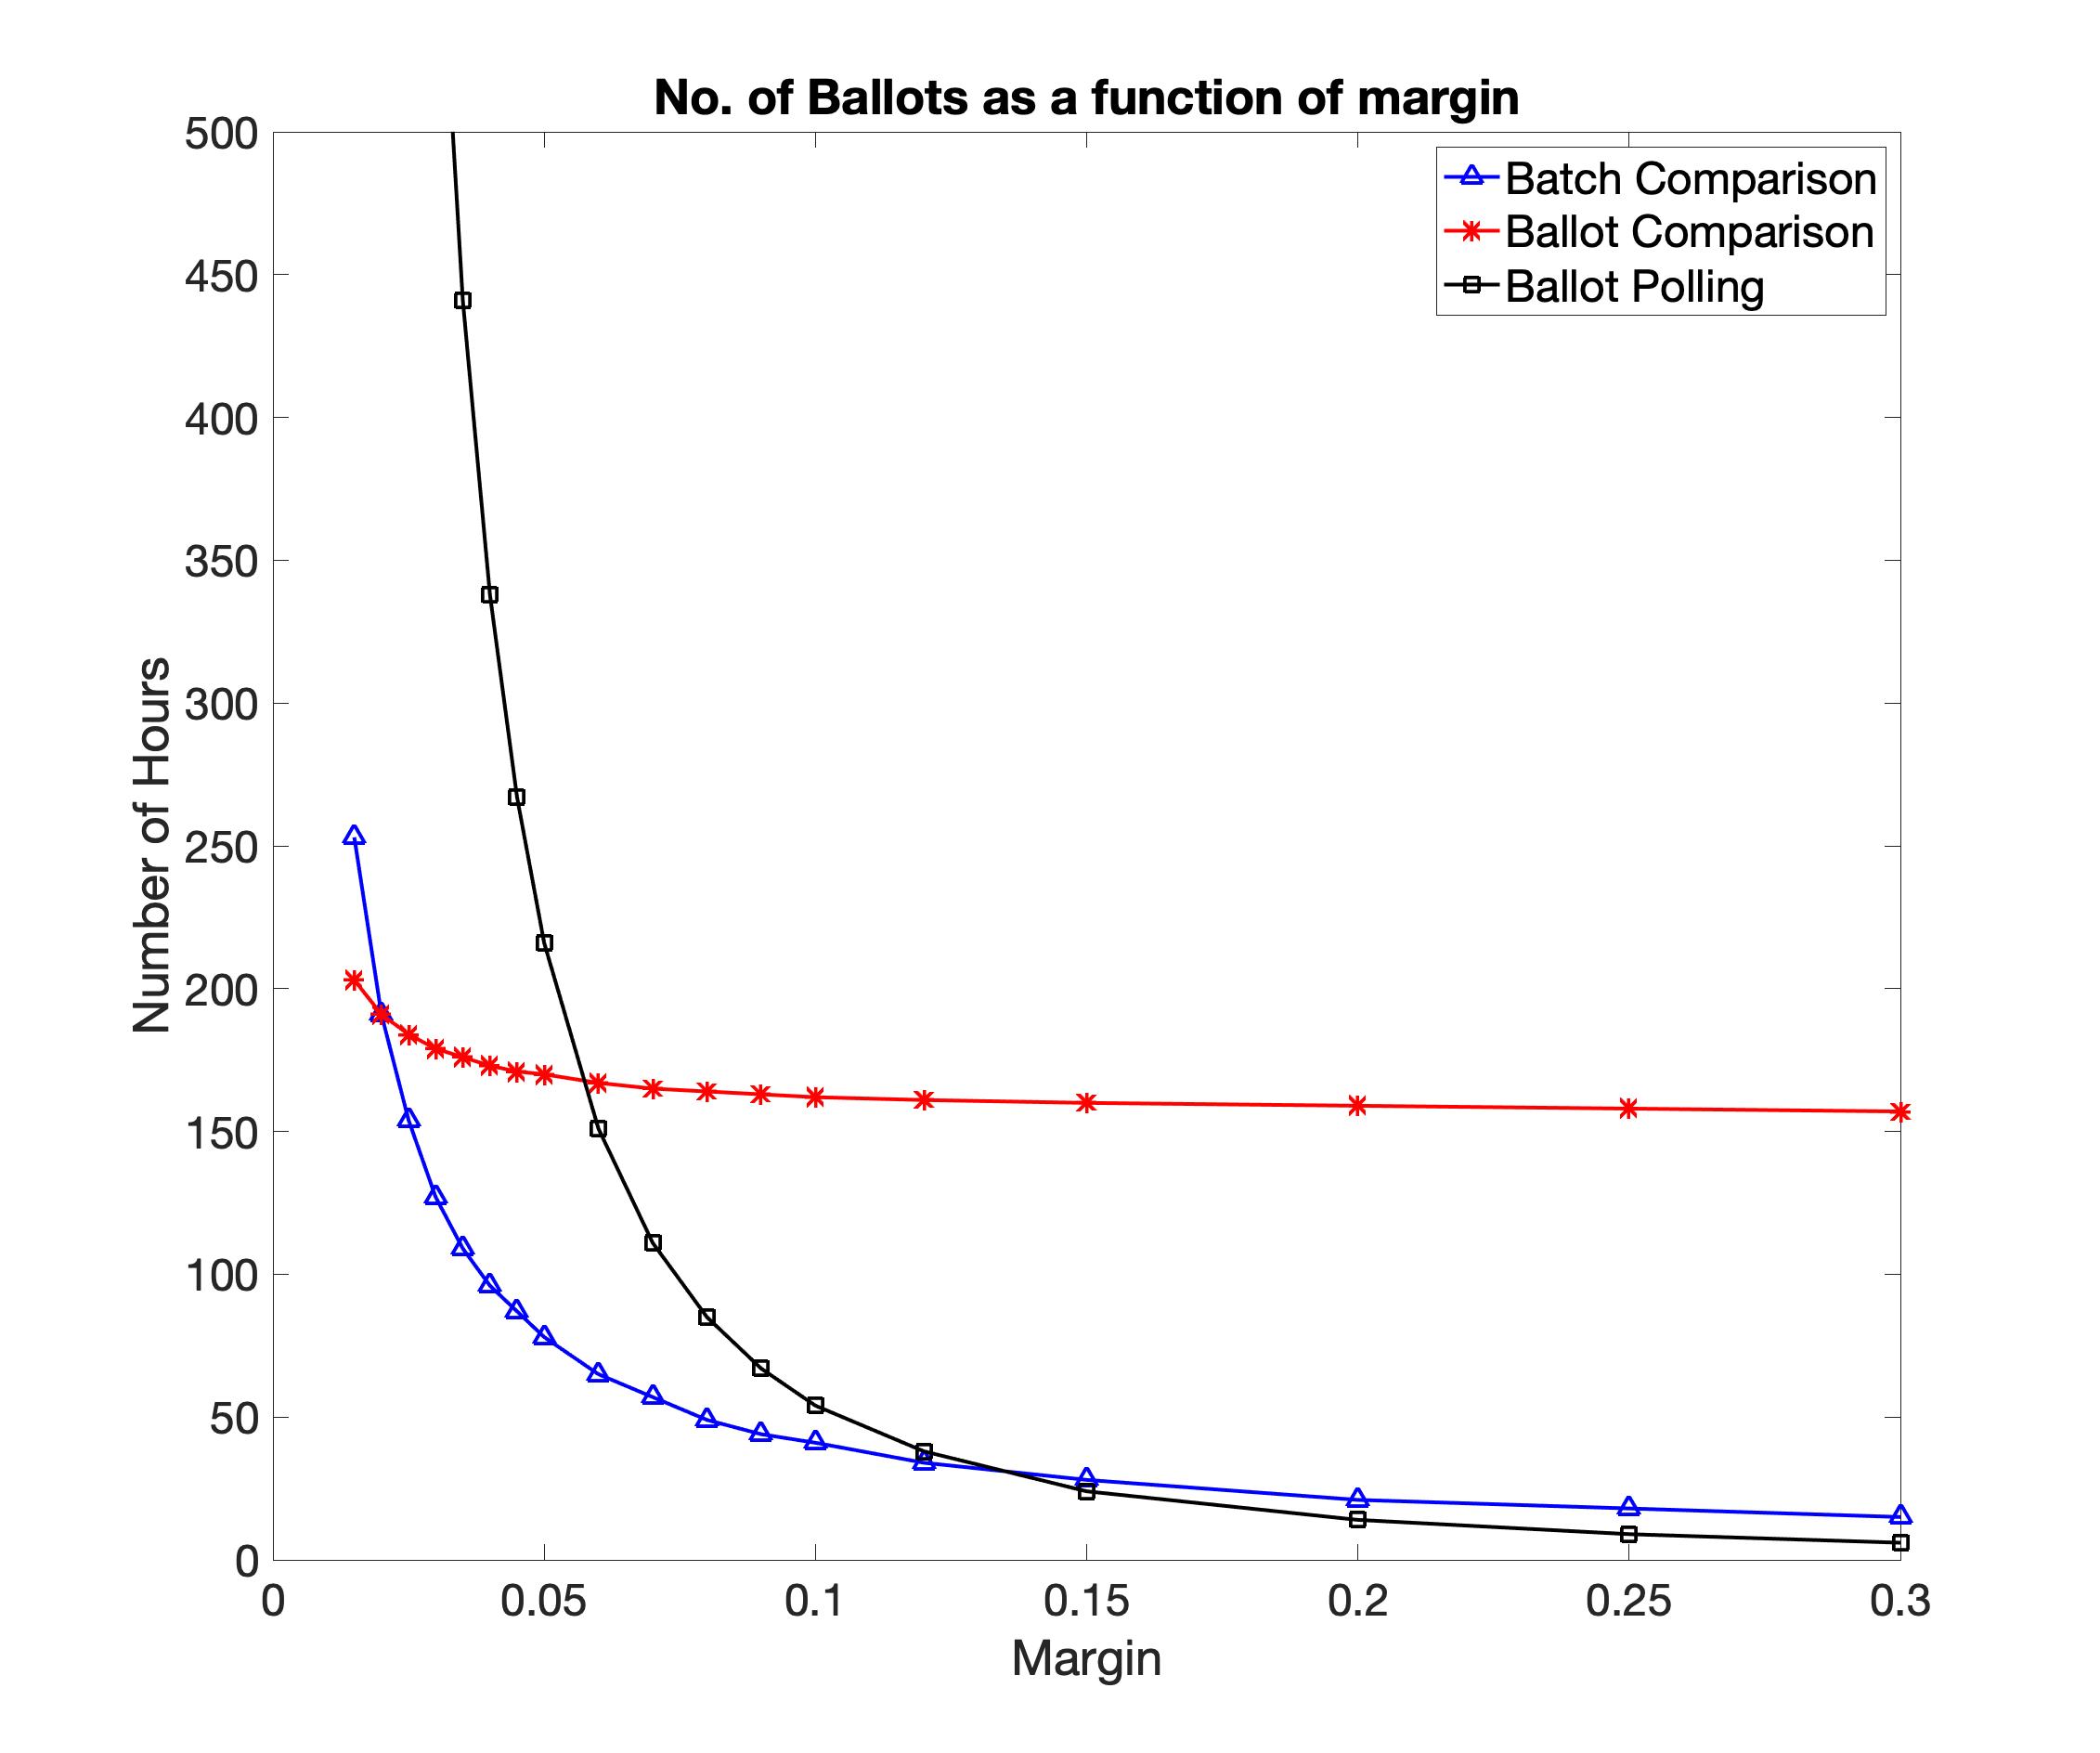 No. of Ballots as a function of margin
Batch Comparison
Ballot Comparison
Ballot Polling
500
450
400
350
300
250
200
150
100
50
0
Number of Hours
0 0.05 0.1 0.15 0.2 0.25 0.3
Margin